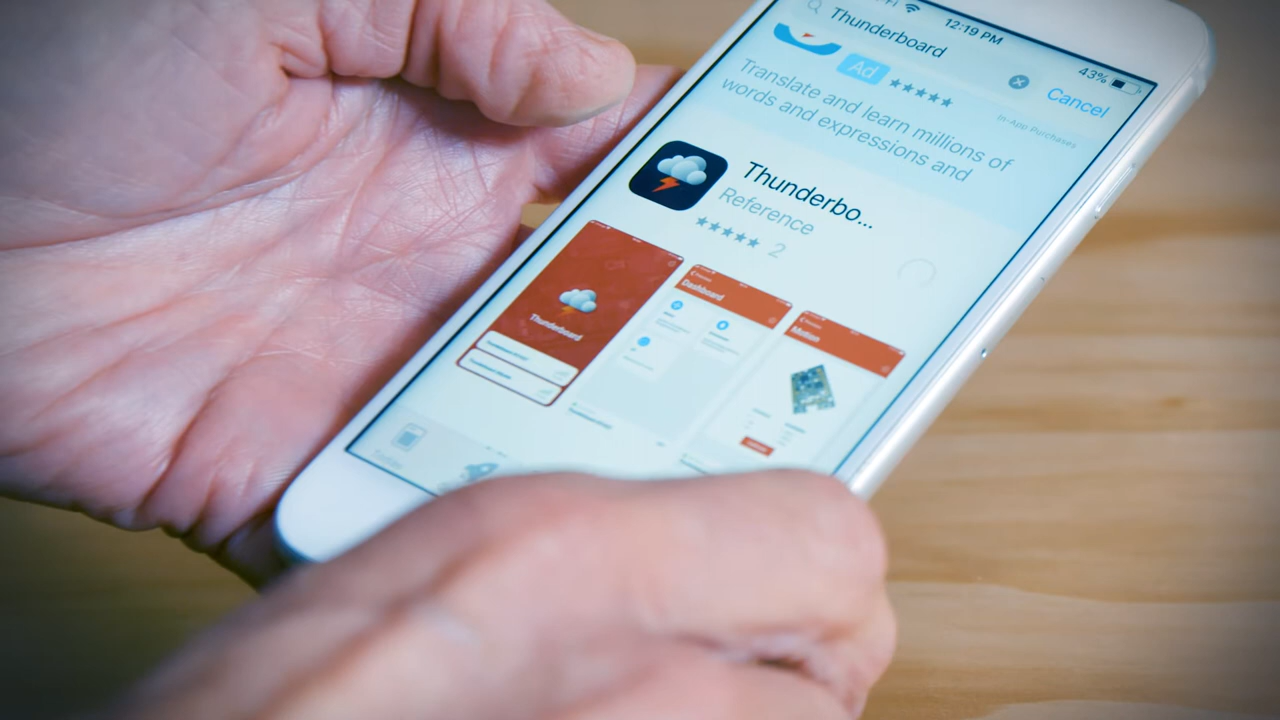 12:19 PM
43%
Thunderboard
Cancel
Ad
In-App Purchases
Translate and learn millions of
words and expressions and
Thunderbo...
Reference
2
Thunderboard
Dashboard
Motion